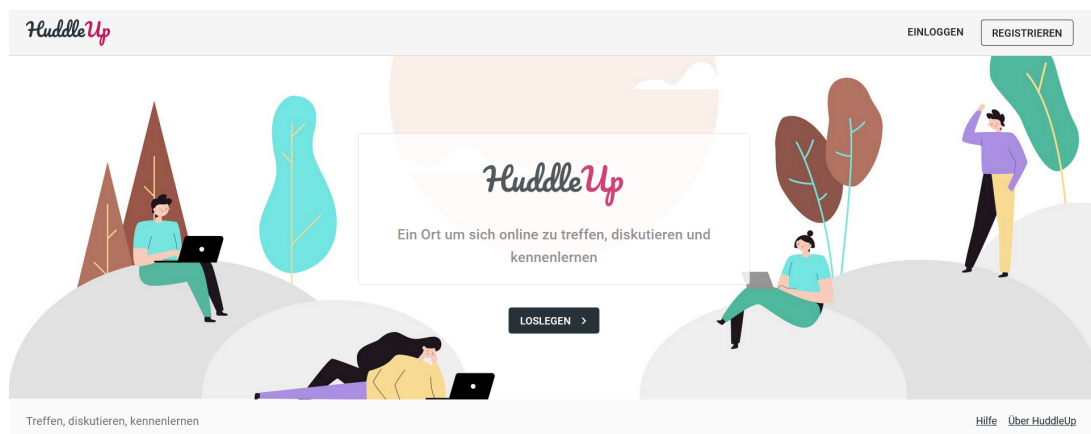 HuddleUp
EINLOGGEN
REGISTRIEREN
HuddleUp
Ein Ort um sich online zu treffen, diskutieren und
kennenlernen
LOSLEGEN
Treffen, diskutieren, kennenlernen
Hilfe
Über HuddleUp